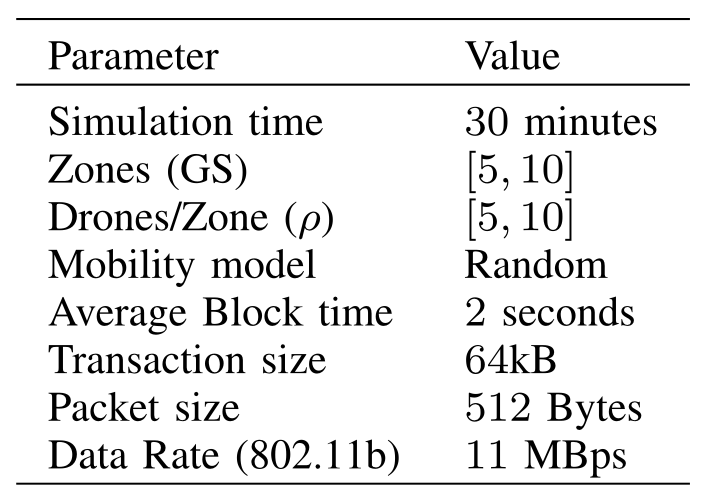 Parameter Value
Simulation time 30 minutes
Zones (GS) [5, 10]
Drones/Zone (ρ) [5, 10]
Mobility model Random
Average Block time 2 seconds
Transaction size 64kB
Packet size 512 Bytes
Data Rate (802.11b) 11 MBps